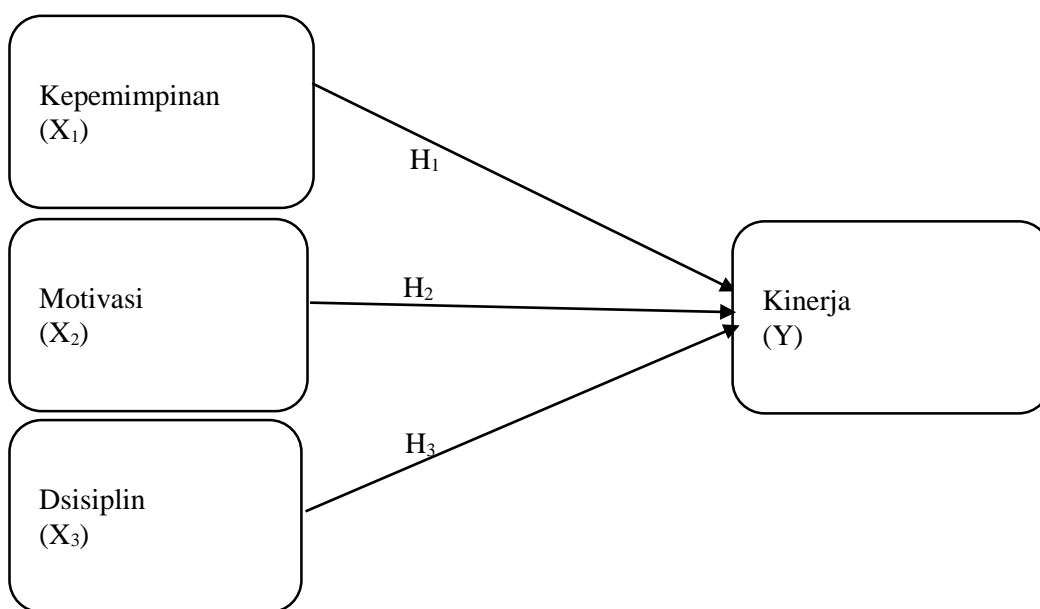 Kepemimpinan
(X₁)
H₁
Motivasi
(X₂)
H₂
Kinerja
(Y)
H₃
Dsisiplin
(X₃)